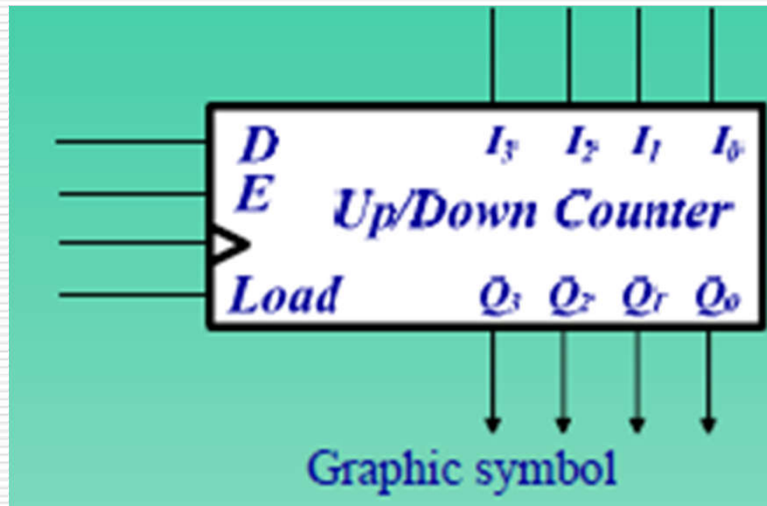 D I3 I2 I1 I0
E
Up/Down Counter
Load Q3 Q2 Q1 Q0
Graphic symbol